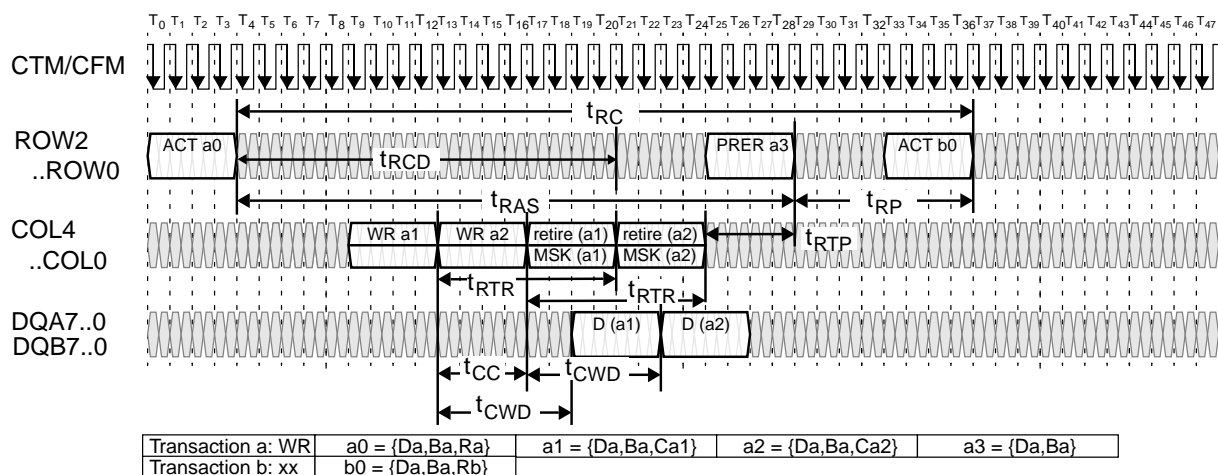 T0 T1 T2 T3 T4 T5 T6 T7 T8 T9 T10 T11 T12 T13 T14 T15 T16 T17 T18 T19 T20 T21 T22 T23 T24 T25 T26 T27 T28 T29 T30 T31 T32 T33 T34 T35 T36 T37 T38 T39 T40 T41 T42 T43 T44 T45 T46 T47
CTM/CFM
tRC
ROW2
..ROW0
ACT a0
PRER a3
ACT b0
tRCD
tRAS
tRP
COL4
..COL0
WR a1
WR a2
retire (a1)
retire (a2)
MSK (a1)
MSK (a2)
tRTP
tRTR
tRTR
DQA7..0
DQB7..0
D (a1)
D (a2)
tCC
tCWD
tCWD
Transaction a: WR a0 = {Da,Ba,Ra} a1 = {Da,Ba,Ca1} a2 = {Da,Ba,Ca2} a3 = {Da,Ba}
Transaction b: xx b0 = {Da,Ba,Rb}